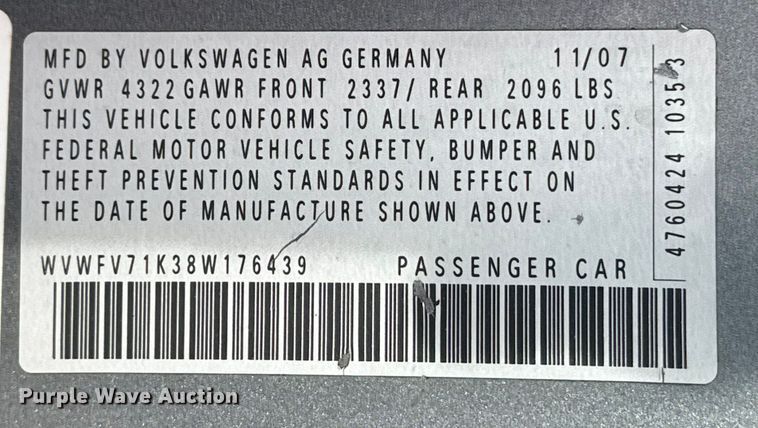 MFD BY VOLKSWAGEN AG GERMANY 11/07
GVWR 4322 GAWR FRONT 2337/ REAR 2096 LBS.
THIS VEHICLE CONFORMS TO ALL APPLICABLE U.S.
FEDERAL MOTOR VEHICLE SAFETY, BUMPER AND
THEFT PREVENTION STANDARDS IN EFFECT ON
THE DATE OF MANUFACTURE SHOWN ABOVE.
WVWFV71K38W176439 PASSENGER CAR
4760424 10353
Purple Wave Auction